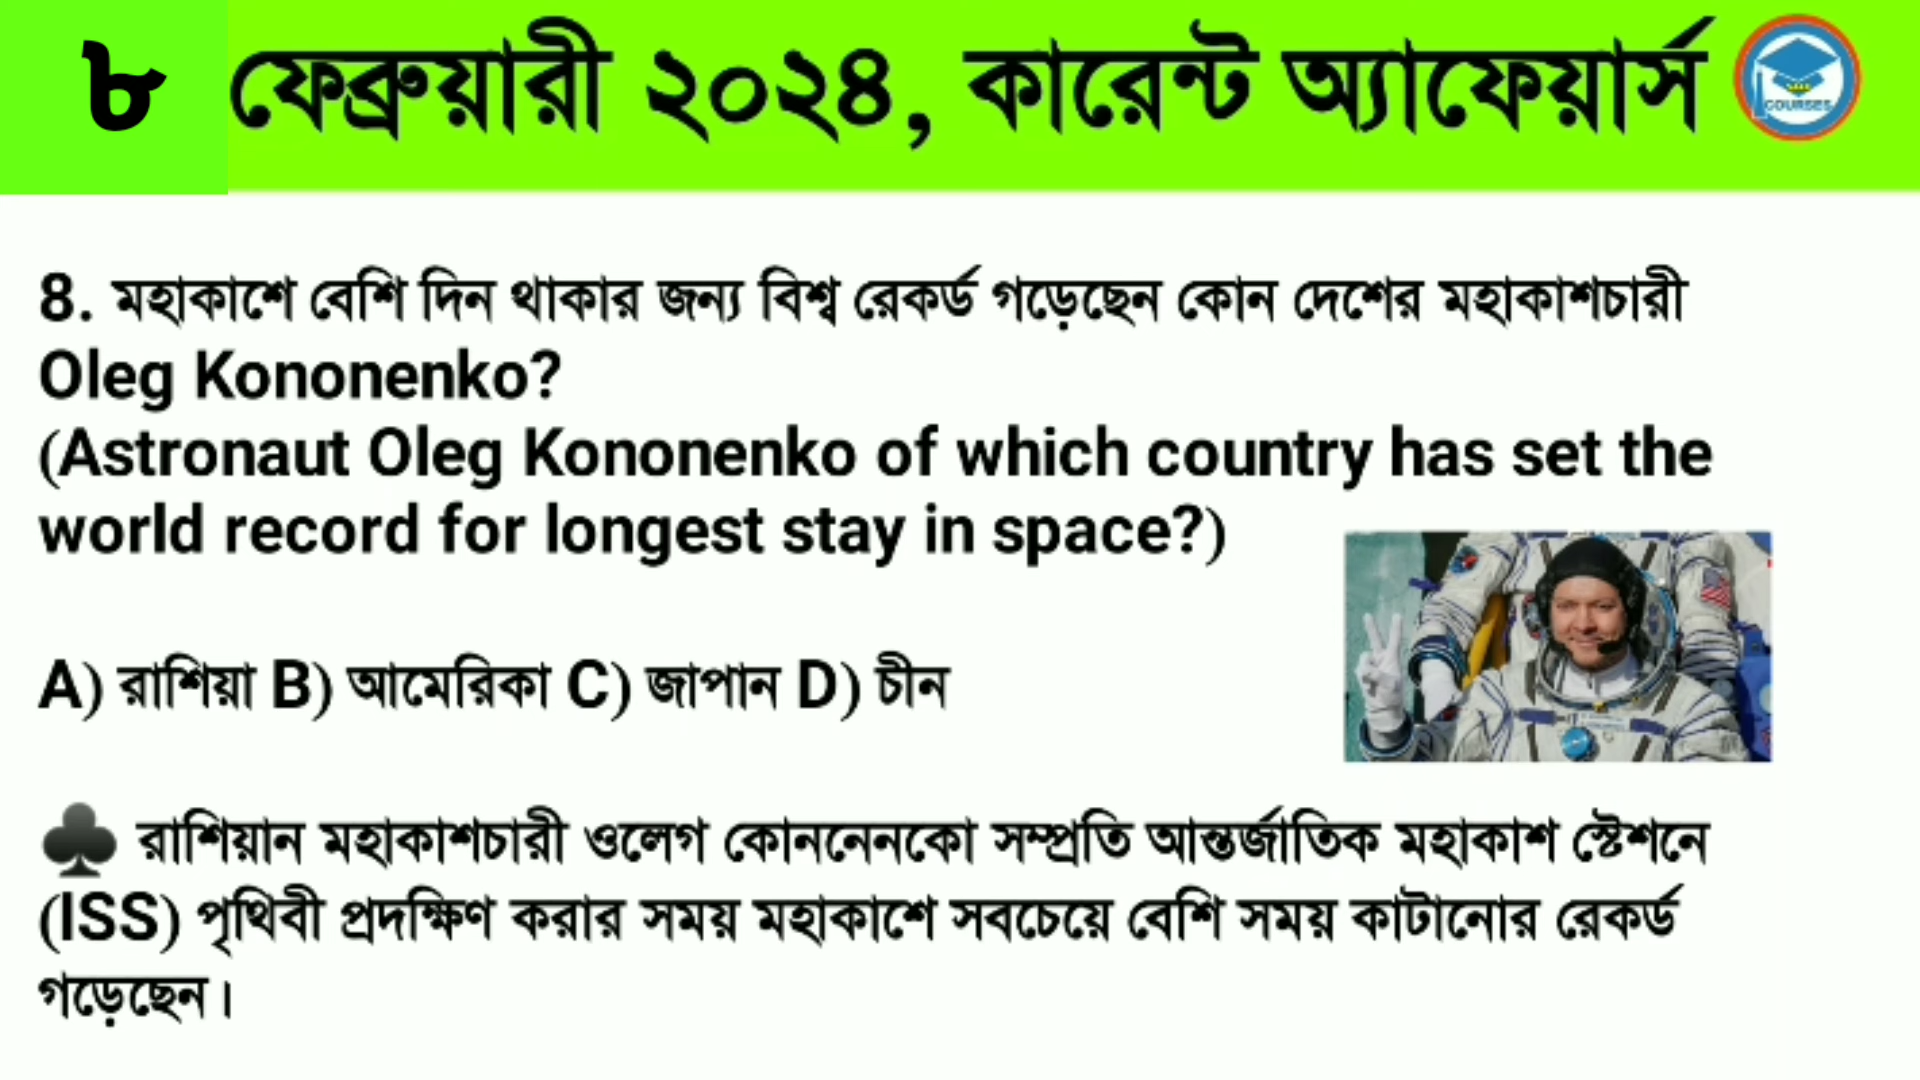 ৮ ফেব্রুয়ারী ২০২৪, কারেন্ট অ্যাফেয়ার্স
COURSES
8. মহাকাশে বেশি দিন থাকার জন্য বিশ্ব রেকর্ড গড়েছেন কোন দেশের মহাকাশচারী
Oleg Kononenko?
(Astronaut Oleg Kononenko of which country has set the
world record for longest stay in space?)
A) রাশিয়া B) আমেরিকা C) জাপান D) চীন
♣ রাশিয়ান মহাকাশচারী ওলেগ কোননেনকো সম্প্রতি আন্তর্জাতিক মহাকাশ স্টেশনে
(ISS) পৃথিবী প্রদক্ষিণ করার সময় মহাকাশে সবচেয়ে বেশি সময় কাটানোর রেকর্ড
গড়েছেন।